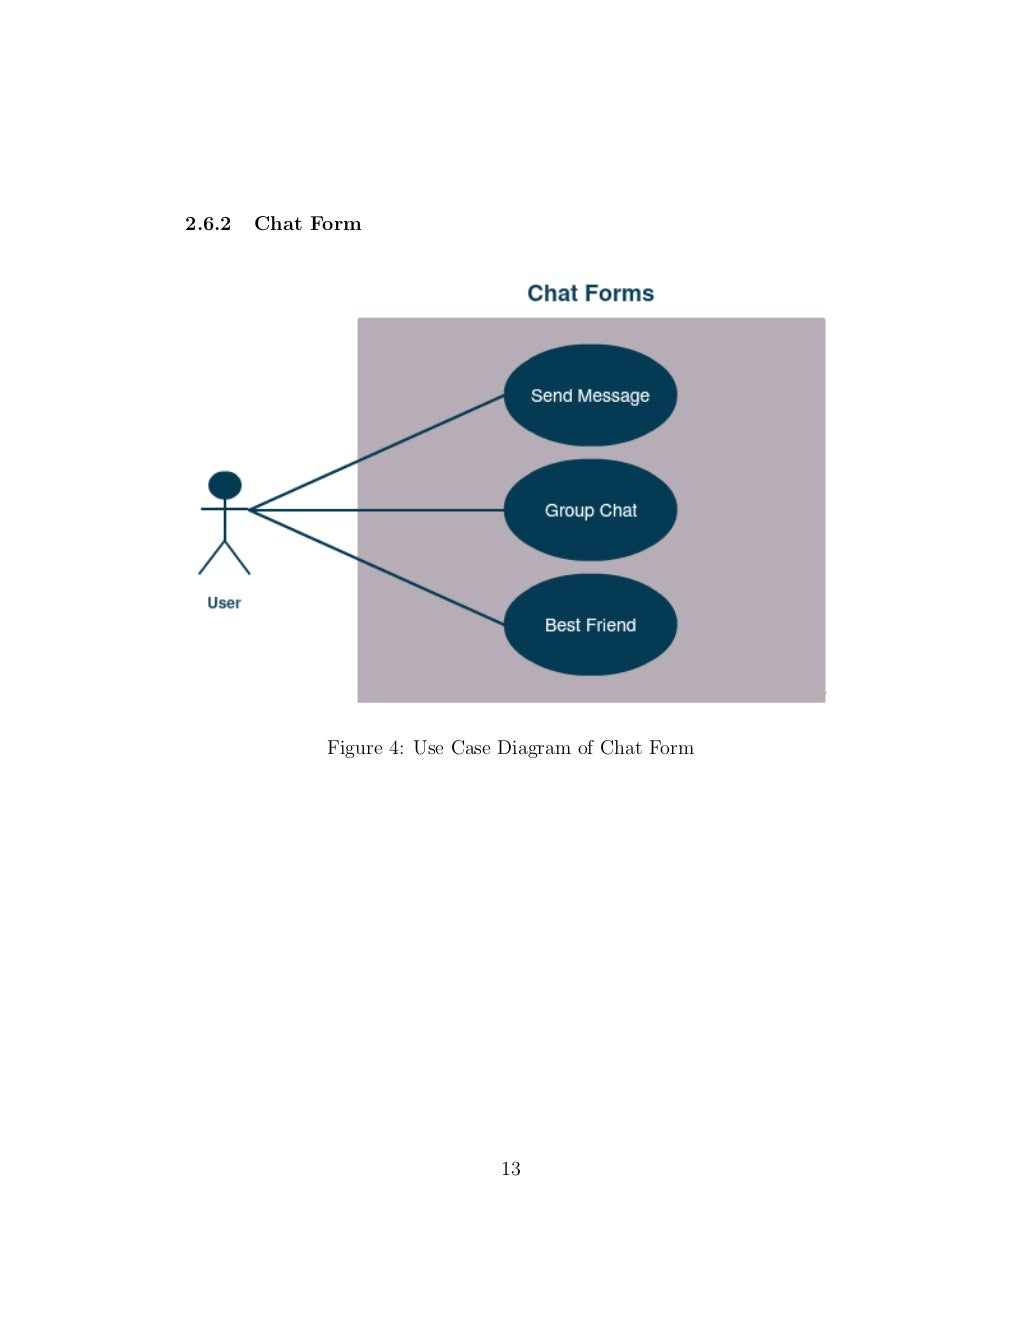 2.6.2 Chat Form
Chat Forms
Send Message
Group Chat
Best Friend
User
Figure 4: Use Case Diagram of Chat Form
13